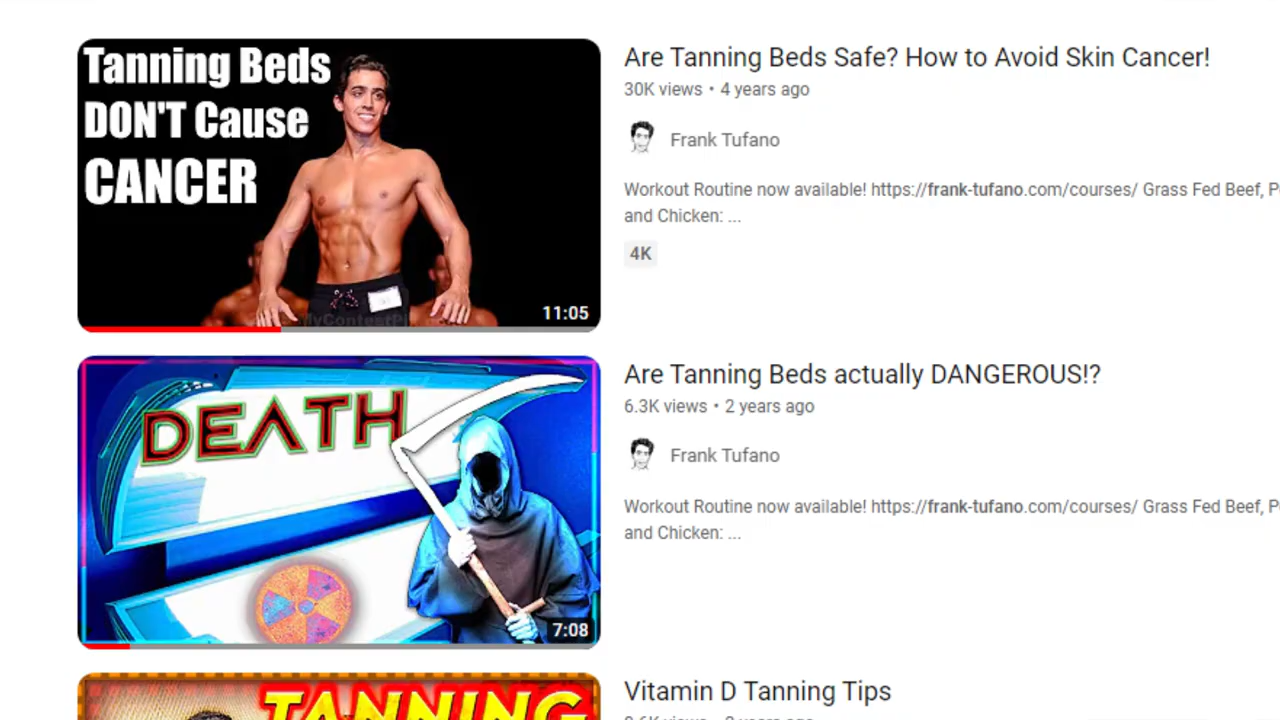 Tanning Beds
DON'T Cause
CANCER
11:05
Are Tanning Beds Safe? How to Avoid Skin Cancer!
30K views • 4 years ago
Frank Tufano
Workout Routine now available! https://frank-tufano.com/courses/ Grass Fed Beef,
and Chicken: ...
4K
DEATH
7:08
Are Tanning Beds actually DANGEROUS!?
6.3K views • 2 years ago
Frank Tufano
Workout Routine now available! https://frank-tufano.com/courses/ Grass Fed Beef,
and Chicken: ...
TANNING
Vitamin D Tanning Tips